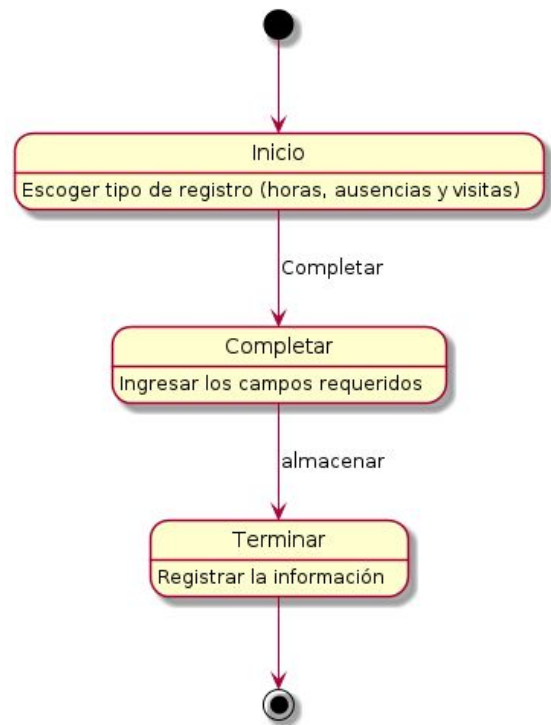 Inicio
Escoger tipo de registro (horas, ausencias y visitas)
Completar
Completar
Ingresar los campos requeridos
almacenar
Terminar
Registrar la información